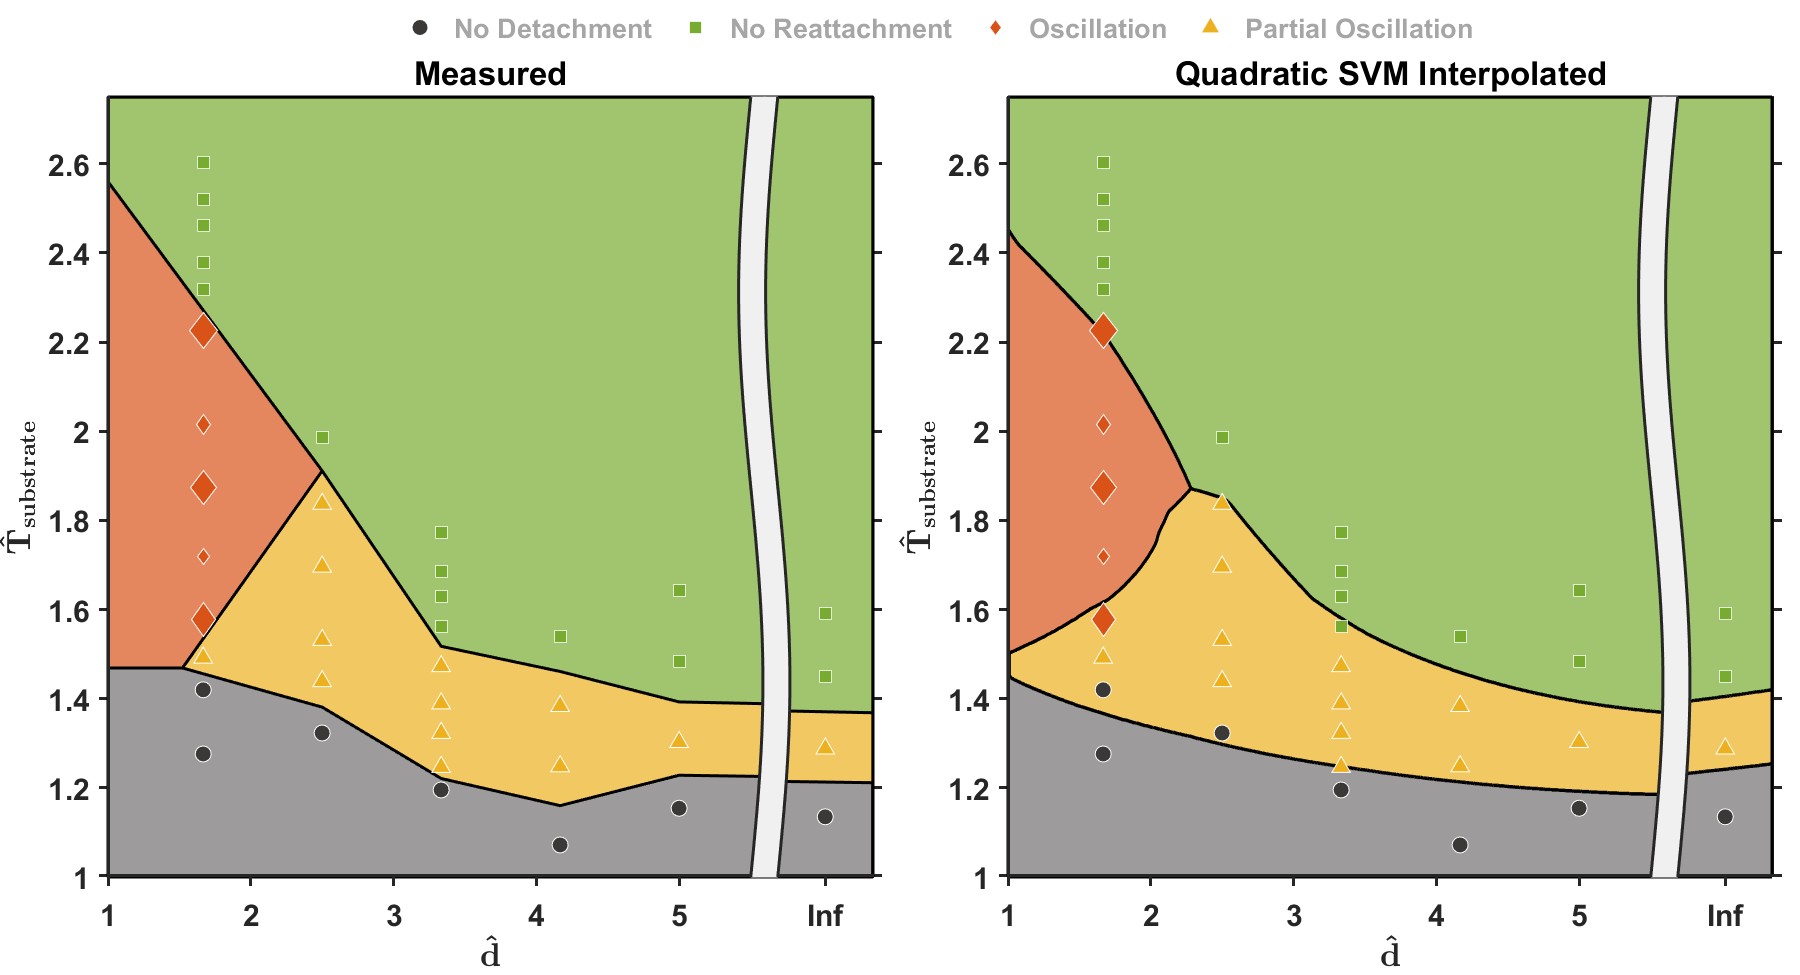 No Detachment No Reattachment Oscillation Partial Oscillation
Measured
Quadratic SVM Interpolated
T̂substrate
2.6
2.4
2.2
2
1.8
1.6
1.4
1.2
1
1 2 3 4 5 Inf
d̂
T̂substrate
2.6
2.4
2.2
2
1.8
1.6
1.4
1.2
1
1 2 3 4 5 Inf
d̂